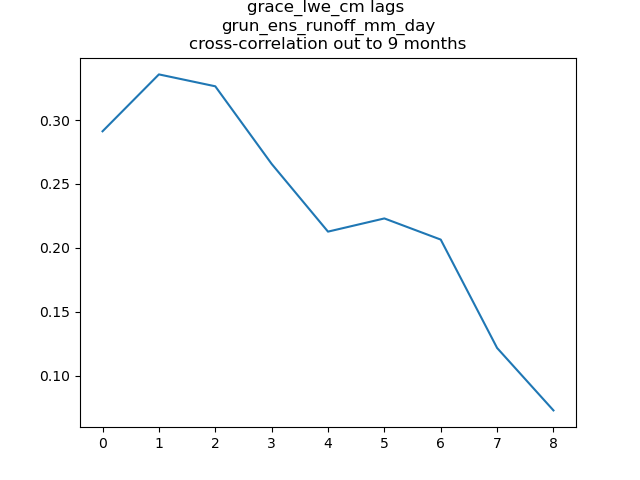 grace_lwe_cm lags
grun_ens_runoff_mm_day
cross-correlation out to 9 months
0.30
0.25
0.20
0.15
0.10
0 1 2 3 4 5 6 7 8